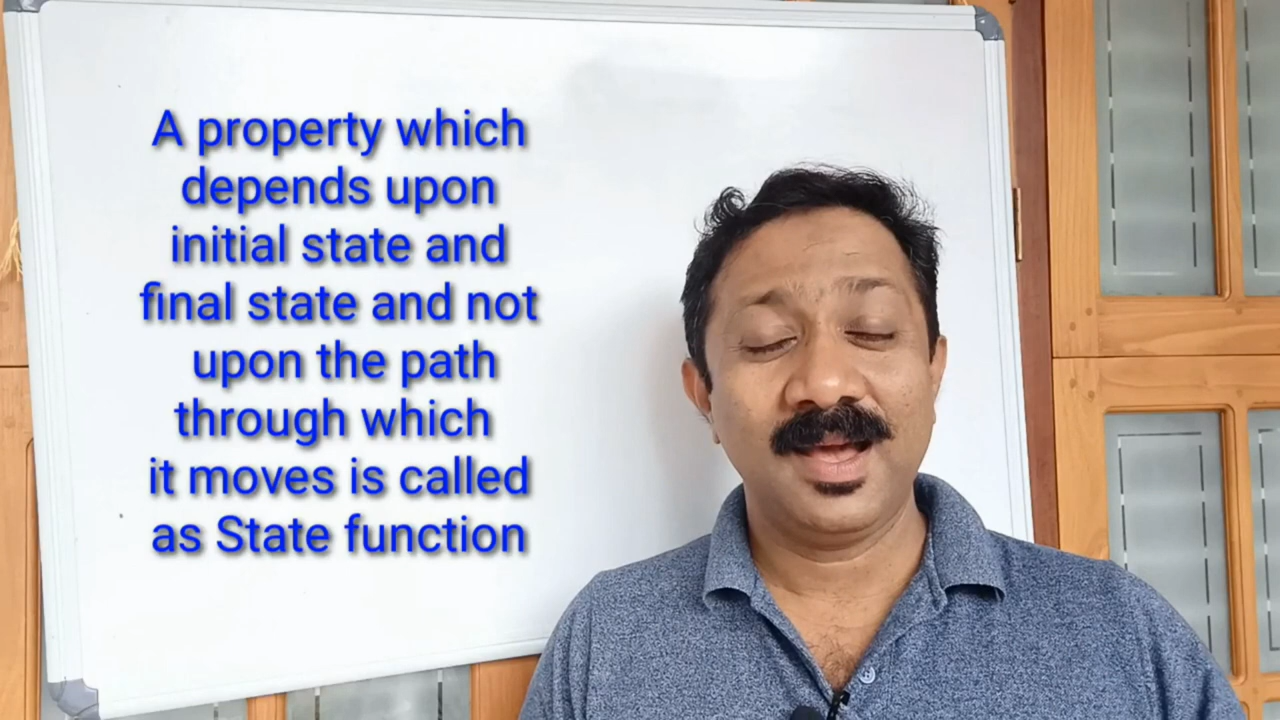 A property which
depends upon
initial state and
final state and not
upon the path
through which
it moves is called
as State function